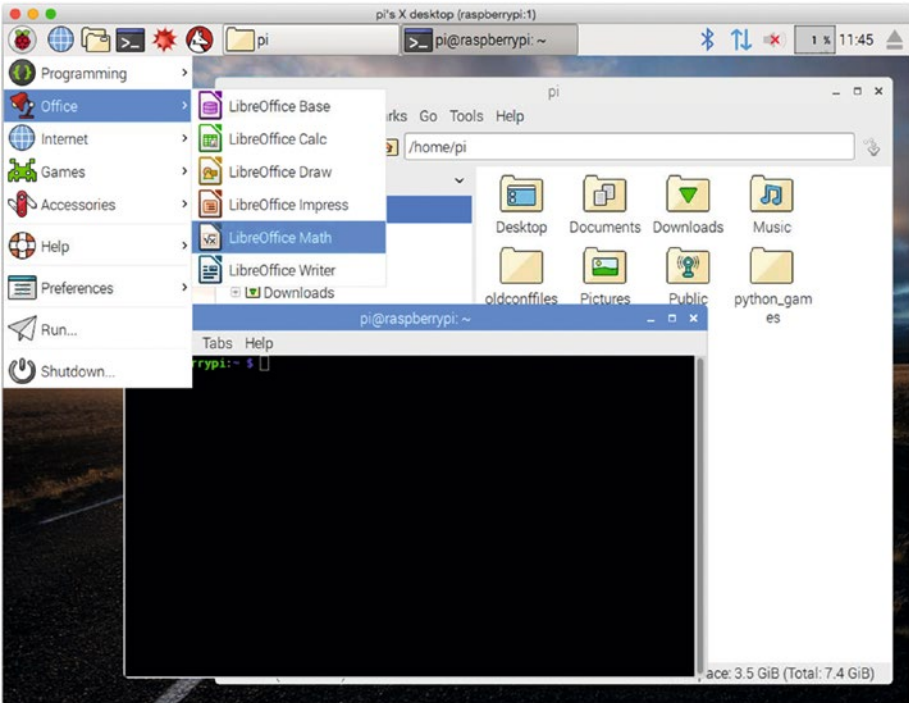 pi's X desktop (raspberrypi:1)
pi
pi@raspberrypi: ~
1 %
11:45
Programming
Office
Internet
Games
Accessories
Help
Preferences
Run...
Shutdown...
LibreOffice Base
LibreOffice Calc
LibreOffice Draw
LibreOffice Impress
LibreOffice Math
LibreOffice Writer
pi
rks Go Tools Help
/home/pi
Downloads
Desktop Documents Downloads Music
oldconffiles Pictures Public python_gam
es
pi@raspberrypi: ~
Tabs Help
rrypi:~ $
ace: 3.5 GiB (Total: 7.4 GiB)